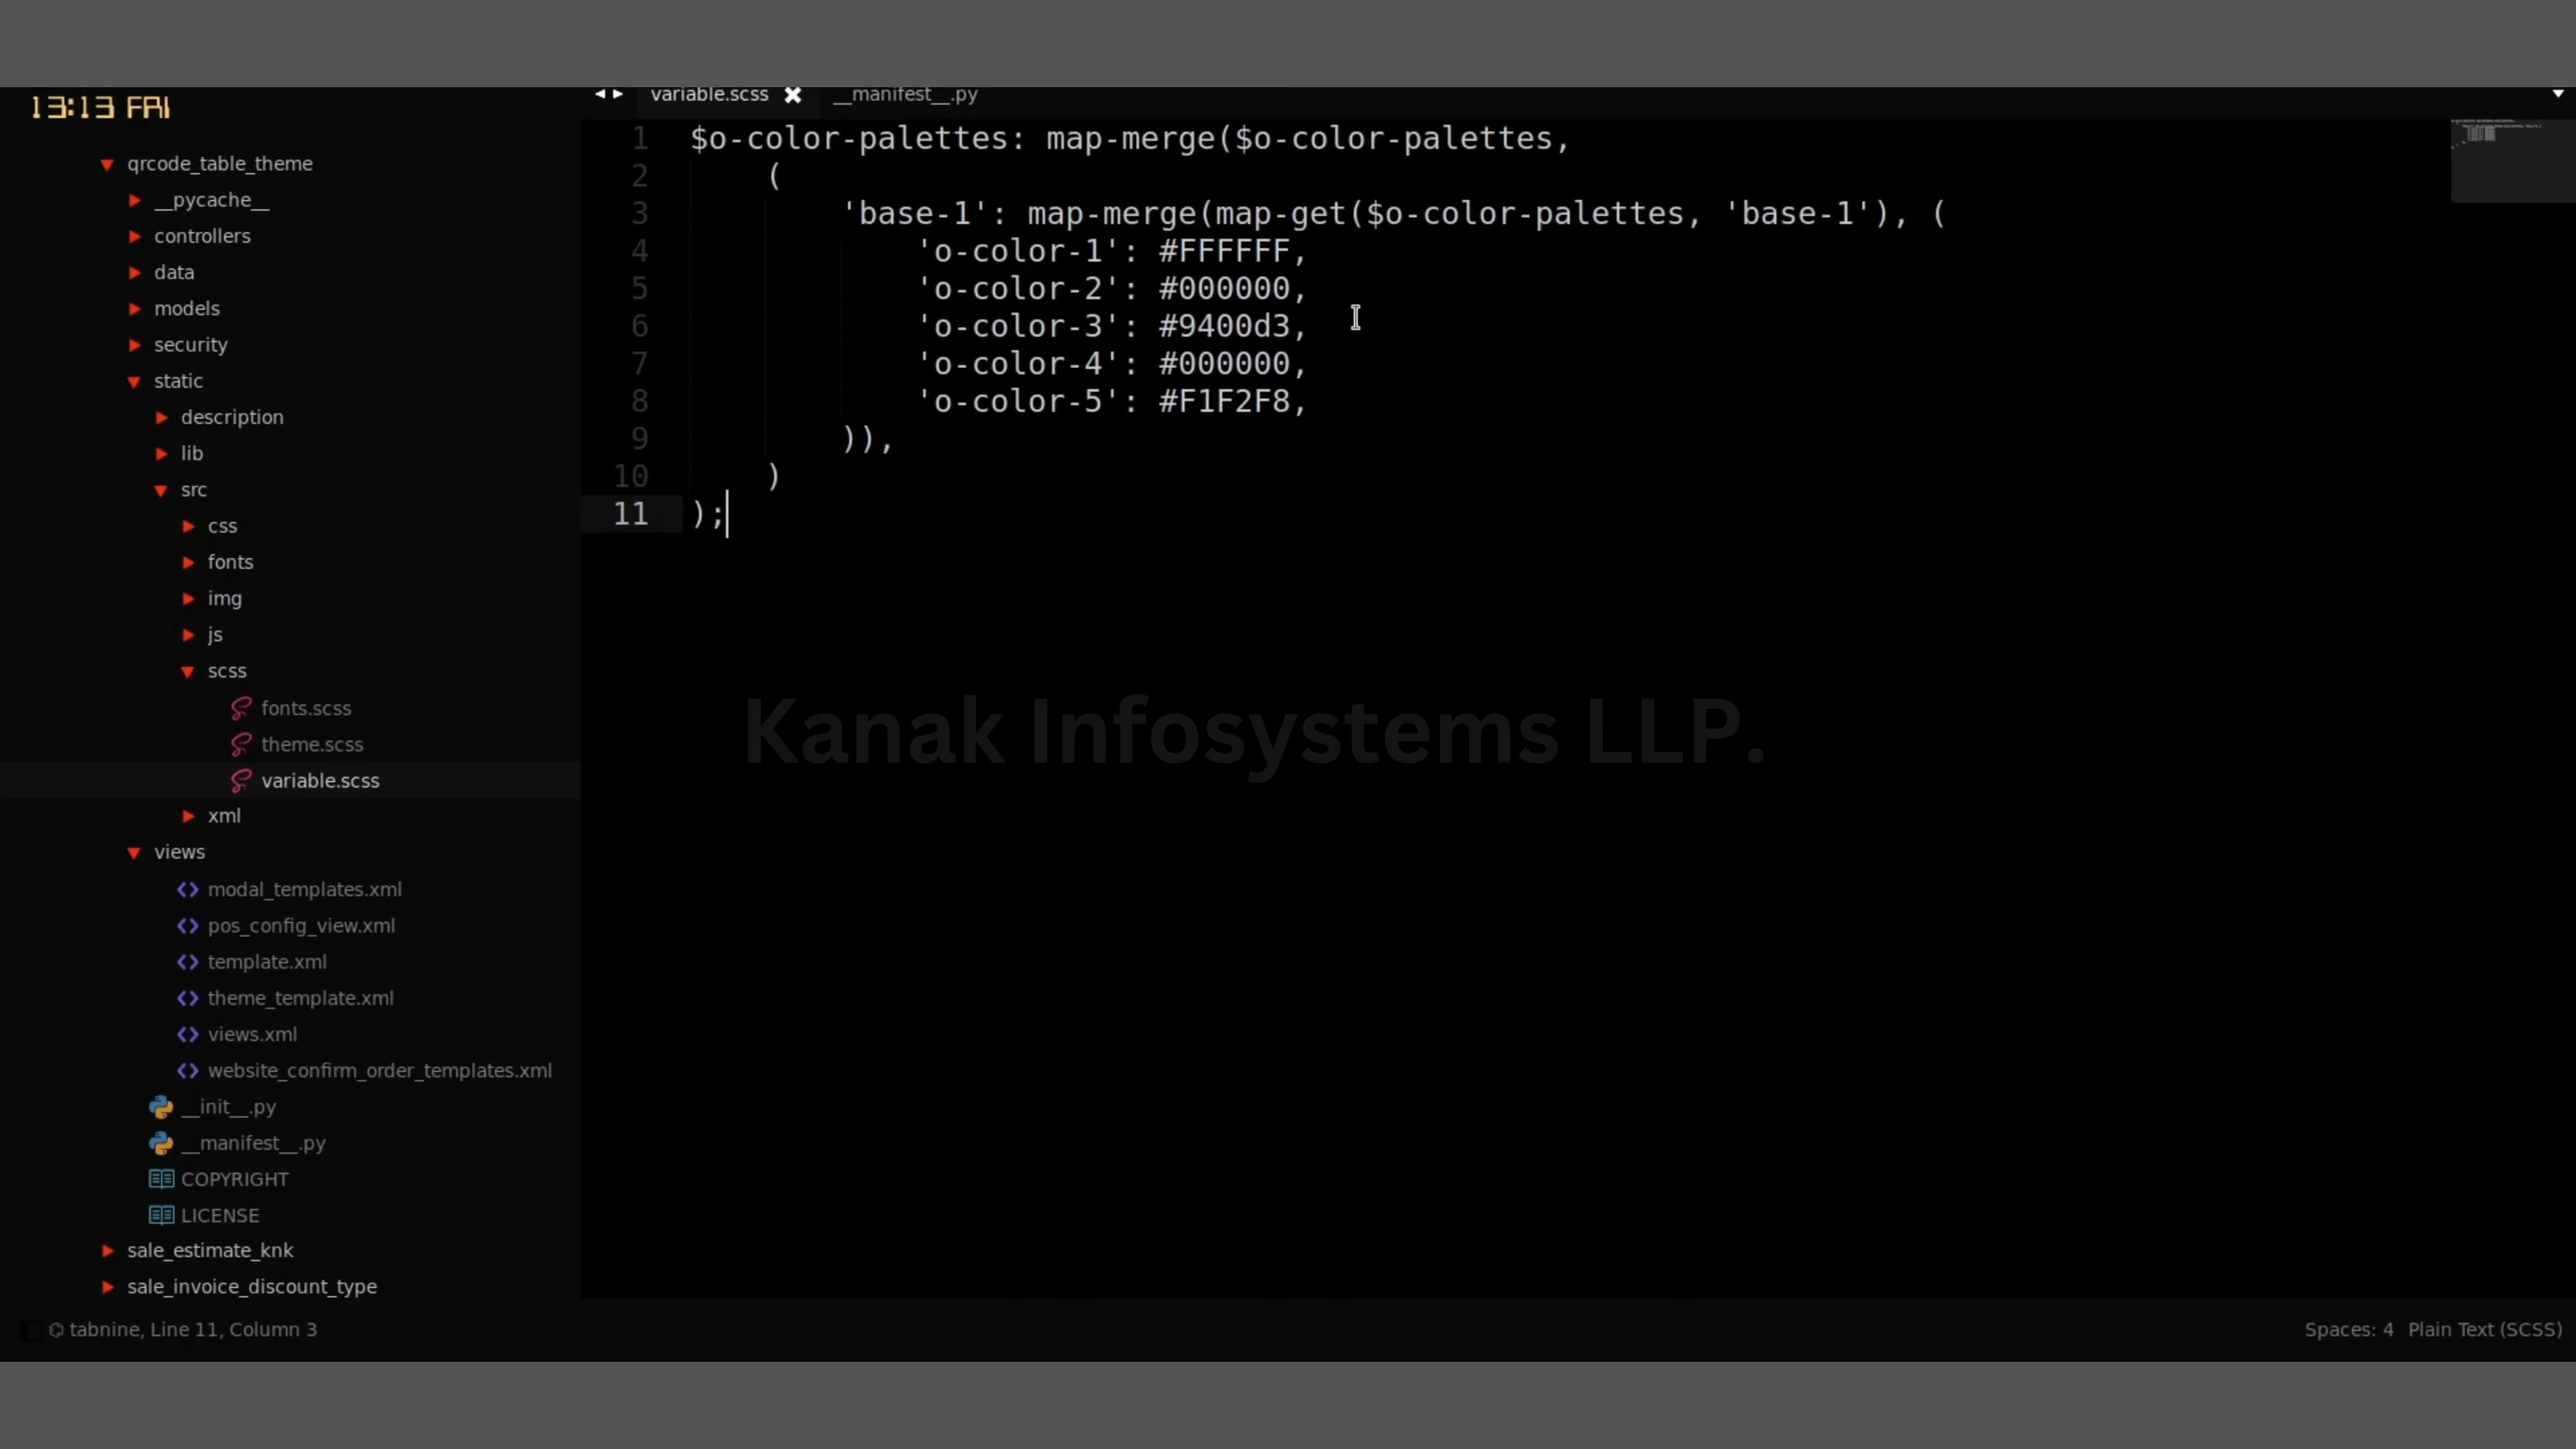 13:13 FRI
variable.scss
__manifest__.py
qrcode_table_theme
__pycache__
controllers
data
models
security
static
description
lib
src
css
fonts
img
js
scss
fonts.scss
theme.scss
variable.scss
xml
views
modal_templates.xml
pos_config_view.xml
template.xml
theme_template.xml
views.xml
website_confirm_order_templates.xml
__init__.py
__manifest__.py
COPYRIGHT
LICENSE
sale_estimate_knk
sale_invoice_discount_type
1 $o-color-palettes: map-merge($o-color-palettes,
2 (
3 'base-1': map-merge(map-get($o-color-palettes, 'base-1'), (
4 'o-color-1': #FFFFFF,
5 'o-color-2': #000000,
6 'o-color-3': #9400d3,
7 'o-color-4': #000000,
8 'o-color-5': #F1F2F8,
9 )),
10 )
11 );
Kanak Infosystems LLP.
tabnine, Line 11, Column 3
Spaces: 4 Plain Text (SCSS)